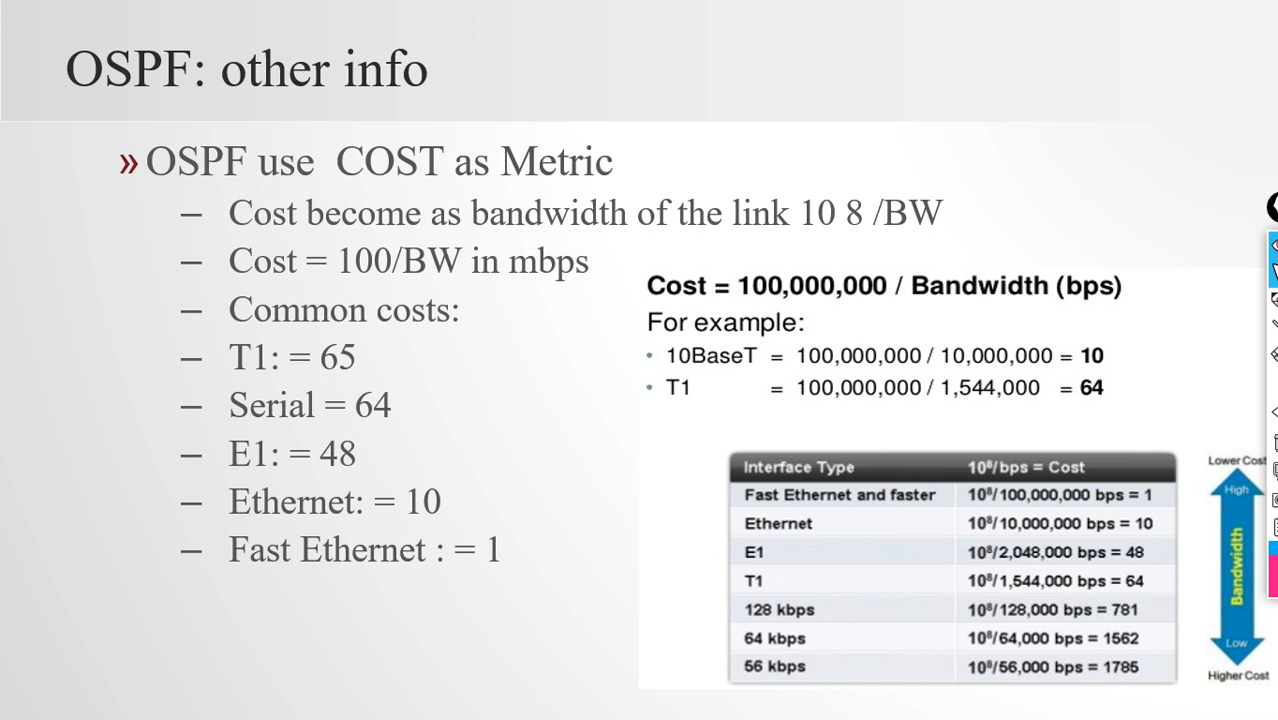 OSPF: other info
» OSPF use COST as Metric
– Cost become as bandwidth of the link 10 8 /BW
– Cost = 100/BW in mbps
– Common costs:
– T1: = 65
– Serial = 64
– E1: = 48
– Ethernet: = 10
– Fast Ethernet : = 1
Cost = 100,000,000 / Bandwidth (bps)
For example:
• 10BaseT = 100,000,000 / 10,000,000 = 10
• T1 = 100,000,000 / 1,544,000 = 64
Interface Type 10⁸/bps = Cost
Fast Ethernet and faster 10⁸/100,000,000 bps = 1
Ethernet 10⁸/10,000,000 bps = 10
E1 10⁸/2,048,000 bps = 48
T1 10⁸/1,544,000 bps = 64
128 kbps 10⁸/128,000 bps = 781
64 kbps 10⁸/64,000 bps = 1562
56 kbps 10⁸/56,000 bps = 1785
Lower Cost
High
Bandwidth
Low
Higher Cost